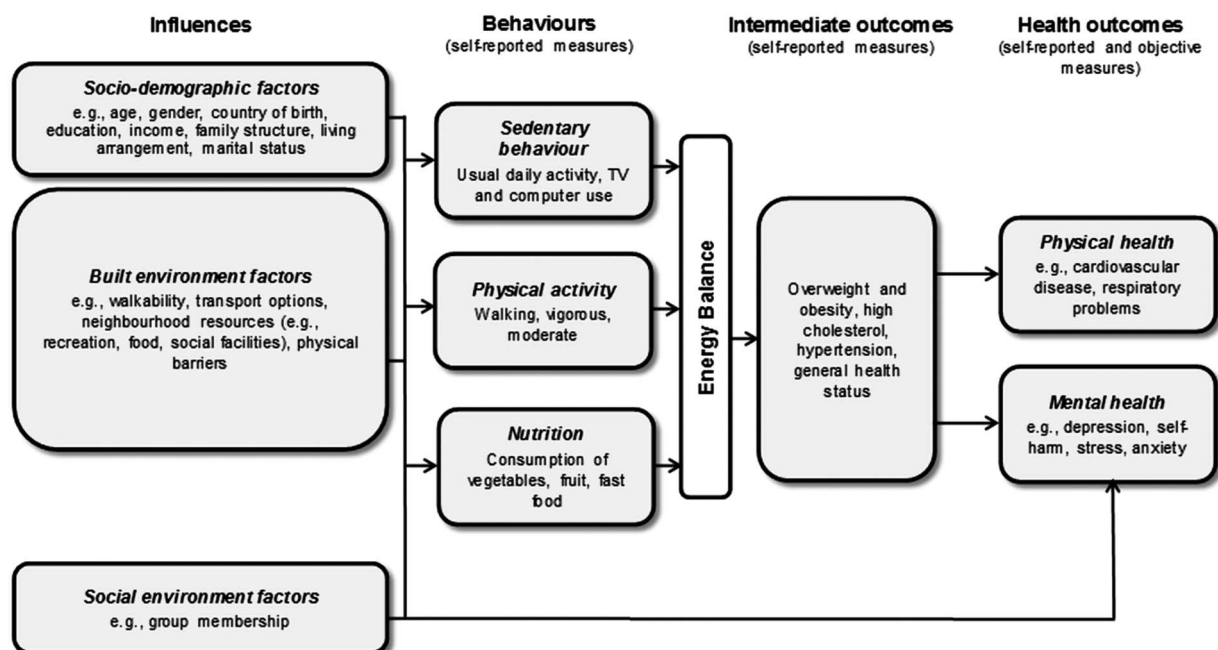 Influences
Behaviours
(self-reported measures)
Intermediate outcomes
(self-reported measures)
Health outcomes
(self-reported and objective
measures)
Socio-demographic factors
e.g., age, gender, country of birth,
education, income, family structure, living
arrangement, marital status
Built environment factors
e.g., walkability, transport options,
neighbourhood resources (e.g.,
recreation, food, social facilities), physical
barriers
Social environment factors
e.g., group membership
Sedentary
behaviour
Usual daily activity, TV
and computer use
Physical activity
Walking, vigorous,
moderate
Nutrition
Consumption of
vegetables, fruit, fast
food
Energy Balance
Overweight and
obesity, high
cholesterol,
hypertension,
general health
status
Physical health
e.g., cardiovascular
disease, respiratory
problems
Mental health
e.g., depression, self-
harm, stress, anxiety